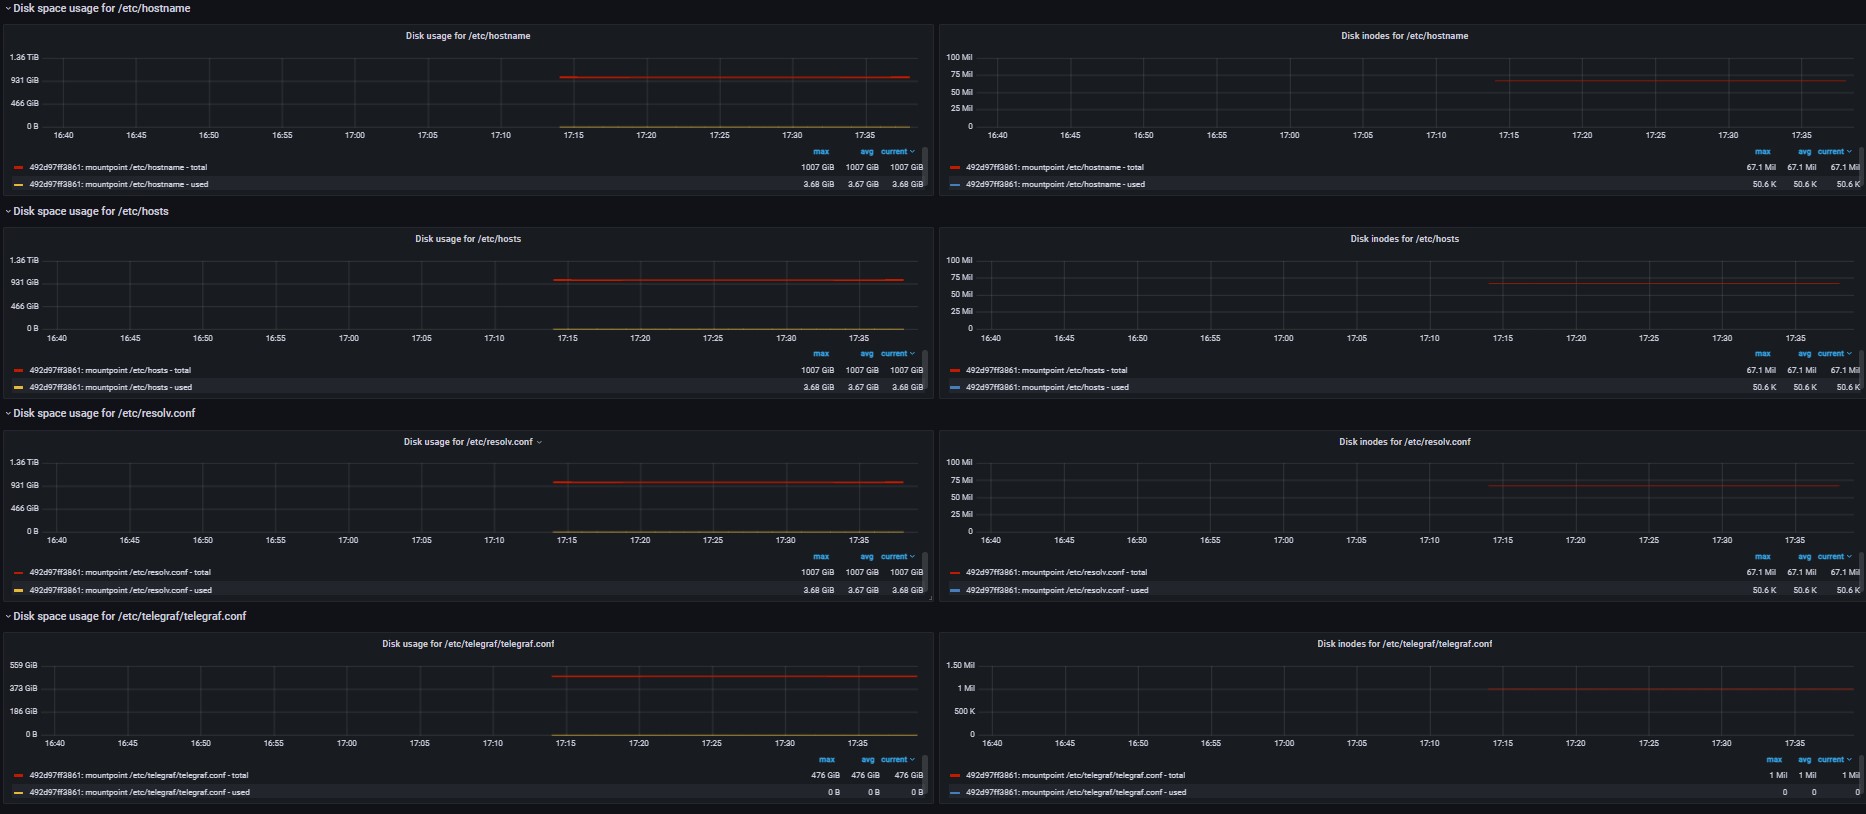 Disk space usage for /etc/hostname
Disk usage for /etc/hostname
1.36 TiB
931 GiB
466 GiB
0 B
16:40 16:45 16:50 16:55 17:00 17:05 17:10 17:15 17:20 17:25 17:30 17:35
max avg current
492d97ff3861: mountpoint /etc/hostname - total 1007 GiB 1007 GiB 1007 GiB
492d97ff3861: mountpoint /etc/hostname - used 3.68 GiB 3.67 GiB 3.68 GiB
Disk inodes for /etc/hostname
100 Mil
75 Mil
50 Mil
25 Mil
0
16:40 16:45 16:50 16:55 17:00 17:05 17:10 17:15 17:20 17:25 17:30 17:35
max avg current
492d97ff3861: mountpoint /etc/hostname - total 67.1 Mil 67.1 Mil 67.1 Mil
492d97ff3861: mountpoint /etc/hostname - used 50.6 K 50.6 K 50.6 K
Disk space usage for /etc/hosts
Disk usage for /etc/hosts
1.36 TiB
931 GiB
466 GiB
0 B
16:40 16:45 16:50 16:55 17:00 17:05 17:10 17:15 17:20 17:25 17:30 17:35
max avg current
492d97ff3861: mountpoint /etc/hosts - total 1007 GiB 1007 GiB 1007 GiB
492d97ff3861: mountpoint /etc/hosts - used 3.68 GiB 3.67 GiB 3.68 GiB
Disk inodes for /etc/hosts
100 Mil
75 Mil
50 Mil
25 Mil
0
16:40 16:45 16:50 16:55 17:00 17:05 17:10 17:15 17:20 17:25 17:30 17:35
max avg current
492d97ff3861: mountpoint /etc/hosts - total 67.1 Mil 67.1 Mil 67.1 Mil
492d97ff3861: mountpoint /etc/hosts - used 50.6 K 50.6 K 50.6 K
Disk space usage for /etc/resolv.conf
Disk usage for /etc/resolv.conf
1.36 TiB
931 GiB
466 GiB
0 B
16:40 16:45 16:50 16:55 17:00 17:05 17:10 17:15 17:20 17:25 17:30 17:35
max avg current
492d97ff3861: mountpoint /etc/resolv.conf - total 1007 GiB 1007 GiB 1007 GiB
492d97ff3861: mountpoint /etc/resolv.conf - used 3.68 GiB 3.67 GiB 3.68 GiB
Disk inodes for /etc/resolv.conf
100 Mil
75 Mil
50 Mil
25 Mil
0
16:40 16:45 16:50 16:55 17:00 17:05 17:10 17:15 17:20 17:25 17:30 17:35
max avg current
492d97ff3861: mountpoint /etc/resolv.conf - total 67.1 Mil 67.1 Mil 67.1 Mil
492d97ff3861: mountpoint /etc/resolv.conf - used 50.6 K 50.6 K 50.6 K
Disk space usage for /etc/telegraf/telegraf.conf
Disk usage for /etc/telegraf/telegraf.conf
559 GiB
373 GiB
186 GiB
0 B
16:40 16:45 16:50 16:55 17:00 17:05 17:10 17:15 17:20 17:25 17:30 17:35
max avg current
492d97ff3861: mountpoint /etc/telegraf/telegraf.conf - total 476 GiB 476 GiB 476 GiB
492d97ff3861: mountpoint /etc/telegraf/telegraf.conf - used 0 B 0 B 0 B
Disk inodes for /etc/telegraf/telegraf.conf
1.50 Mil
1 Mil
500 K
0
16:40 16:45 16:50 16:55 17:00 17:05 17:10 17:15 17:20 17:25 17:30 17:35
max avg current
492d97ff3861: mountpoint /etc/telegraf/telegraf.conf - total 1 Mil 1 Mil 1 Mil
492d97ff3861: mountpoint /etc/telegraf/telegraf.conf - used 0 0 0